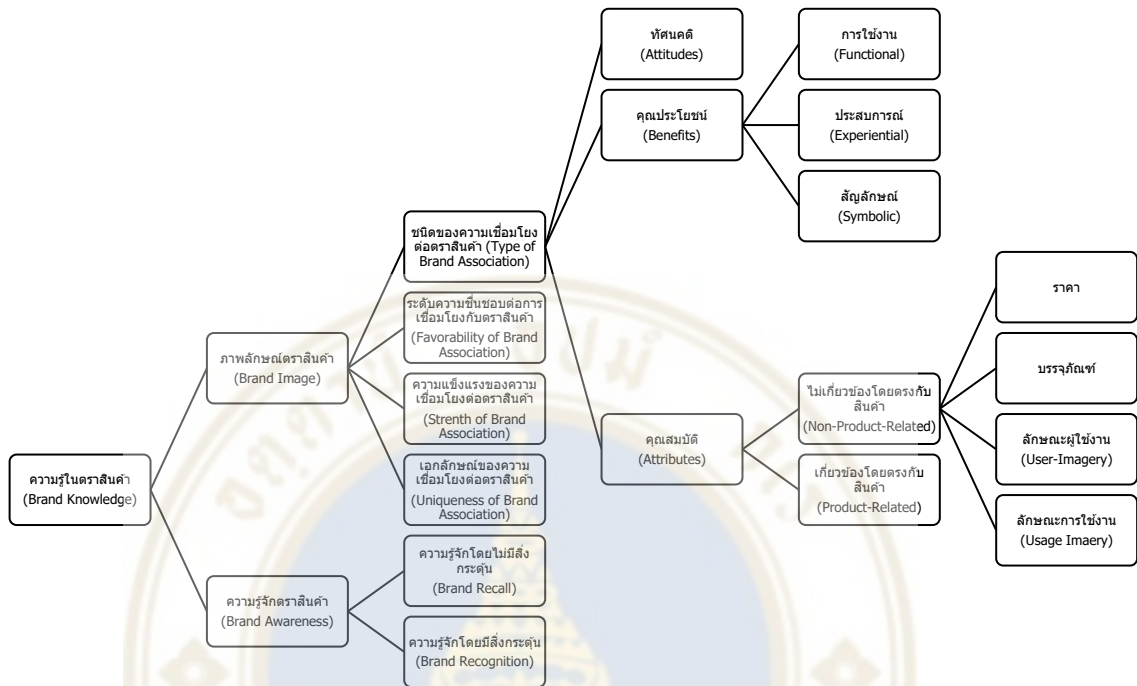 ทัศนคติ
(Attitudes)
การใช้งาน
(Functional)
คุณประโยชน์
(Benefits)
ประสบการณ์
(Experiential)
สัญลักษณ์
(Symbolic)
ชนิดของความเชื่อมโยง
ต่อตราสินค้า (Type of
Brand Association)
ระดับความชื่นชอบต่อการ
เชื่อมโยงกับตราสินค้า
(Favorability of Brand
Association)
ภาพลักษณ์ตราสินค้า
(Brand Image)
ความแข็งแรงของความ
เชื่อมโยงต่อตราสินค้า
(Strenth of Brand
Association)
เอกลักษณ์ของความ
เชื่อมโยงต่อตราสินค้า
(Uniqueness of Brand
Association)
ความรู้ในตราสินค้า
(Brand Knowledge)
ความรู้จักตราสินค้า
(Brand Awareness)
ความรู้จักโดยไม่มีสิ่ง
กระตุ้น
(Brand Recall)
ความรู้จักโดยมีสิ่งกระตุ้น
(Brand Recognition)
คุณสมบัติ
(Attributes)
ไม่เกี่ยวข้องโดยตรงกับ
สินค้า
(Non-Product-Related)
เกี่ยวข้องโดยตรงกับ
สินค้า
(Product-Related)
ราคา
บรรจุภัณฑ์
ลักษณะผู้ใช้งาน
(User-Imagery)
ลักษณะการใช้งาน
(Usage Imaery)